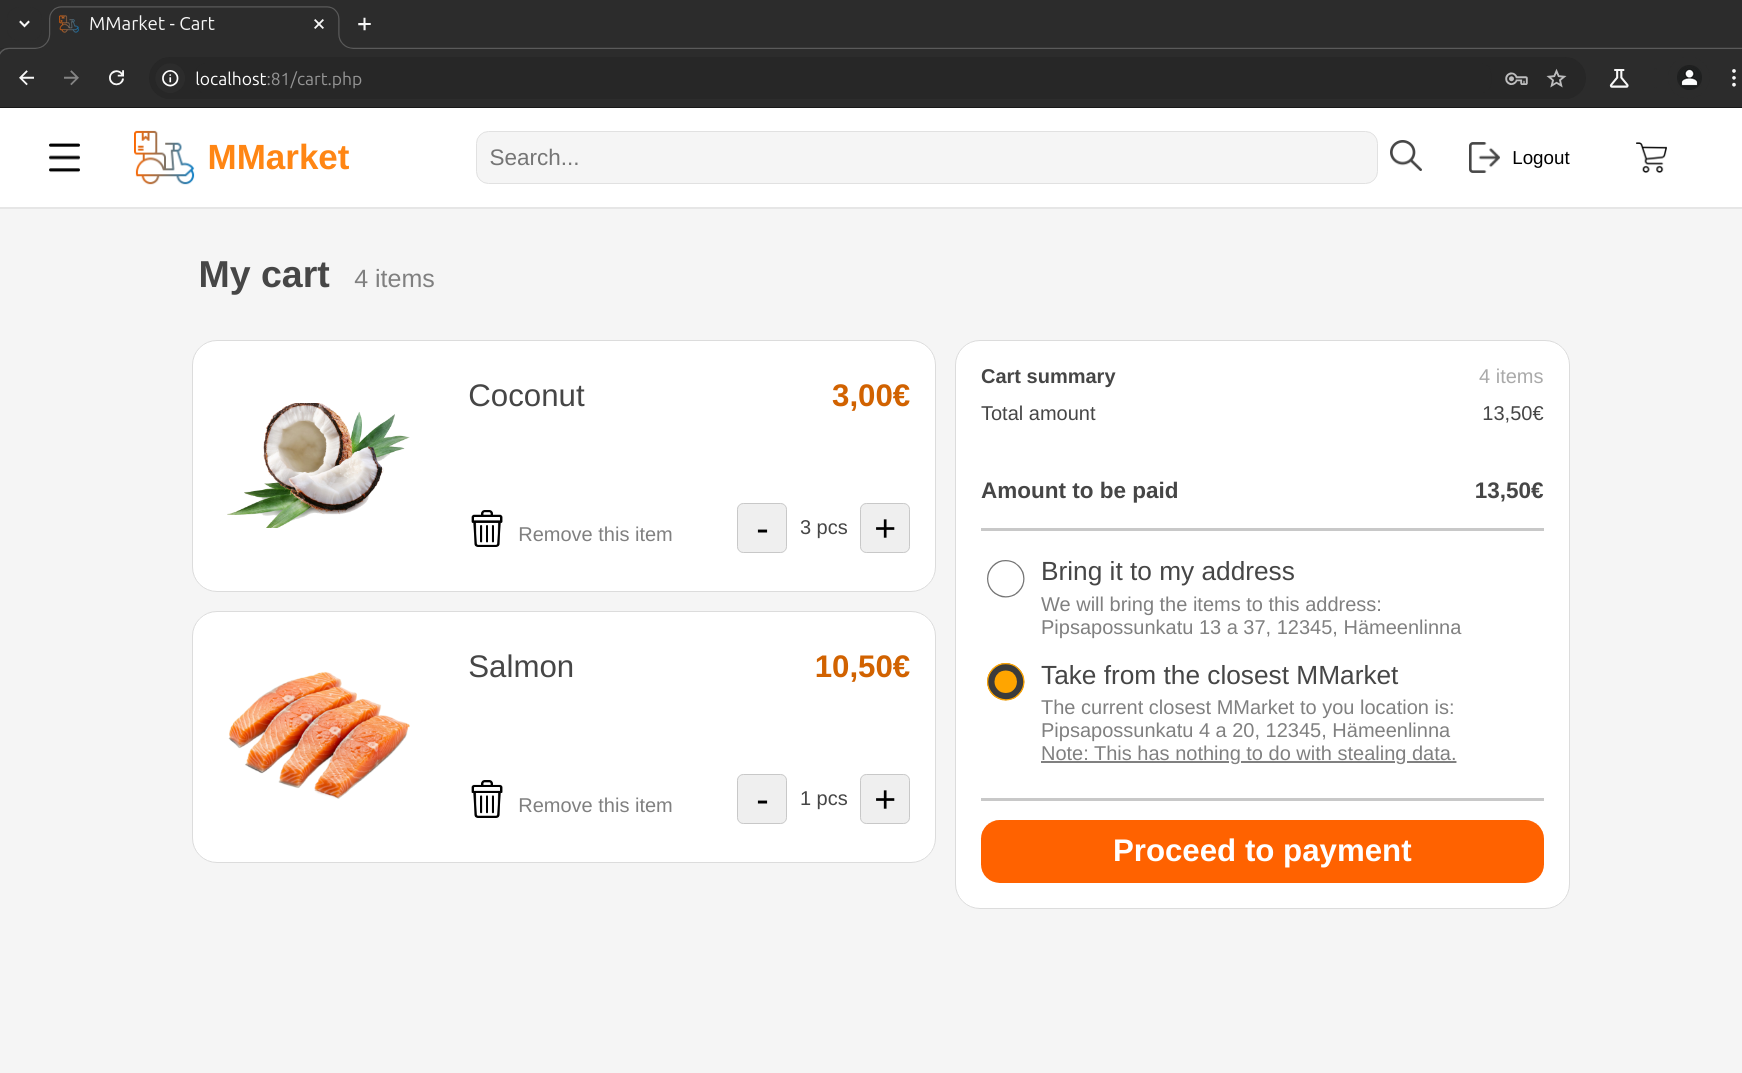 MMarket - Cart
localhost:81/cart.php
MMarket
Search...
Logout
My cart 4 items
Coconut 3,00€
Remove this item - 3 pcs +
Salmon 10,50€
Remove this item - 1 pcs +
Cart summary 4 items
Total amount 13,50€
Amount to be paid 13,50€
Bring it to my address
We will bring the items to this address:
Pipsapossunkatu 13 a 37, 12345, Hämeenlinna
Take from the closest MMarket
The current closest MMarket to you location is:
Pipsapossunkatu 4 a 20, 12345, Hämeenlinna
Note: This has nothing to do with stealing data.
Proceed to payment